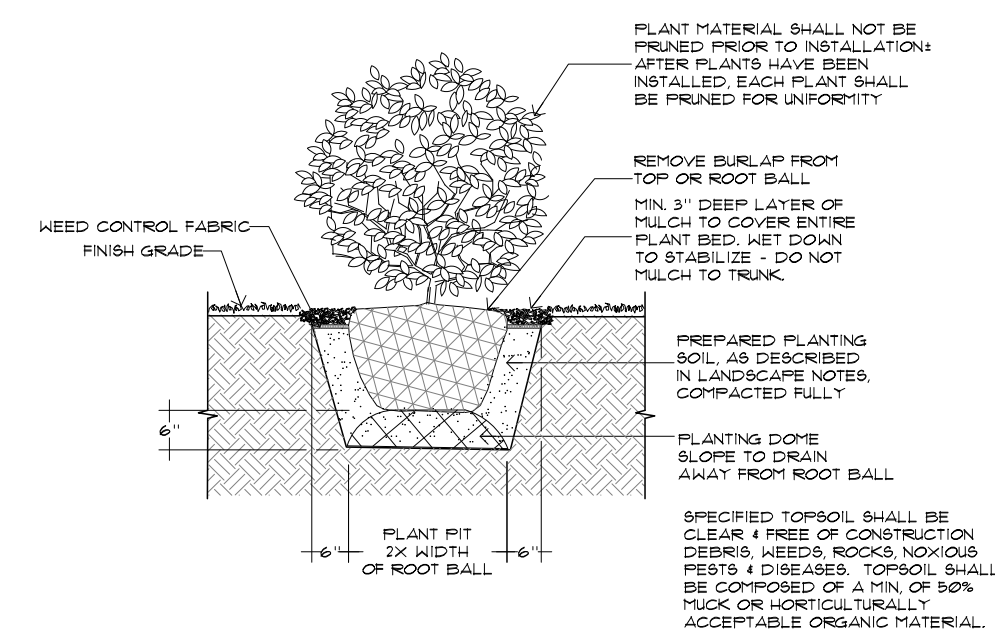 PLANT MATERIAL SHALL NOT BE
PRUNED PRIOR TO INSTALLATION±
AFTER PLANTS HAVE BEEN
INSTALLED, EACH PLANT SHALL
BE PRUNED FOR UNIFORMITY
REMOVE BURLAP FROM
TOP OR ROOT BALL
MIN. 3" DEEP LAYER OF
MULCH TO COVER ENTIRE
PLANT BED. WET DOWN
TO STABILIZE - DO NOT
MULCH TO TRUNK.
WEED CONTROL FABRIC
FINISH GRADE
PREPARED PLANTING
SOIL, AS DESCRIBED
IN LANDSCAPE NOTES,
COMPACTED FULLY
6"
PLANTING DOME
SLOPE TO DRAIN
AWAY FROM ROOT BALL
6"
PLANT PIT
2X WIDTH
OF ROOT BALL
6"
SPECIFIED TOPSOIL SHALL BE
CLEAR & FREE OF CONSTRUCTION
DEBRIS, WEEDS, ROCKS, NOXIOUS
PESTS & DISEASES. TOPSOIL SHALL
BE COMPOSED OF A MIN, OF 50%
MUCK OR HORTICULTURALLY
ACCEPTABLE ORGANIC MATERIAL.